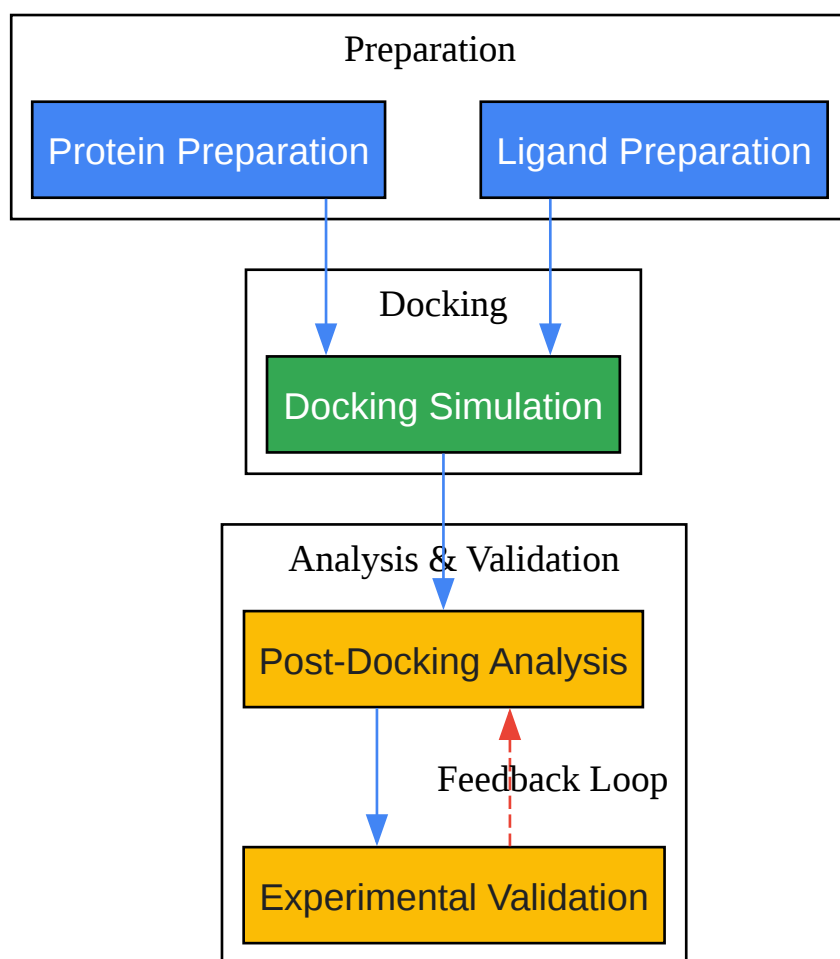 Preparation
Protein Preparation
Ligand Preparation
Docking
Docking Simulation
Analysis & Validation
Post-Docking Analysis
Feedback Loop
Experimental Validation